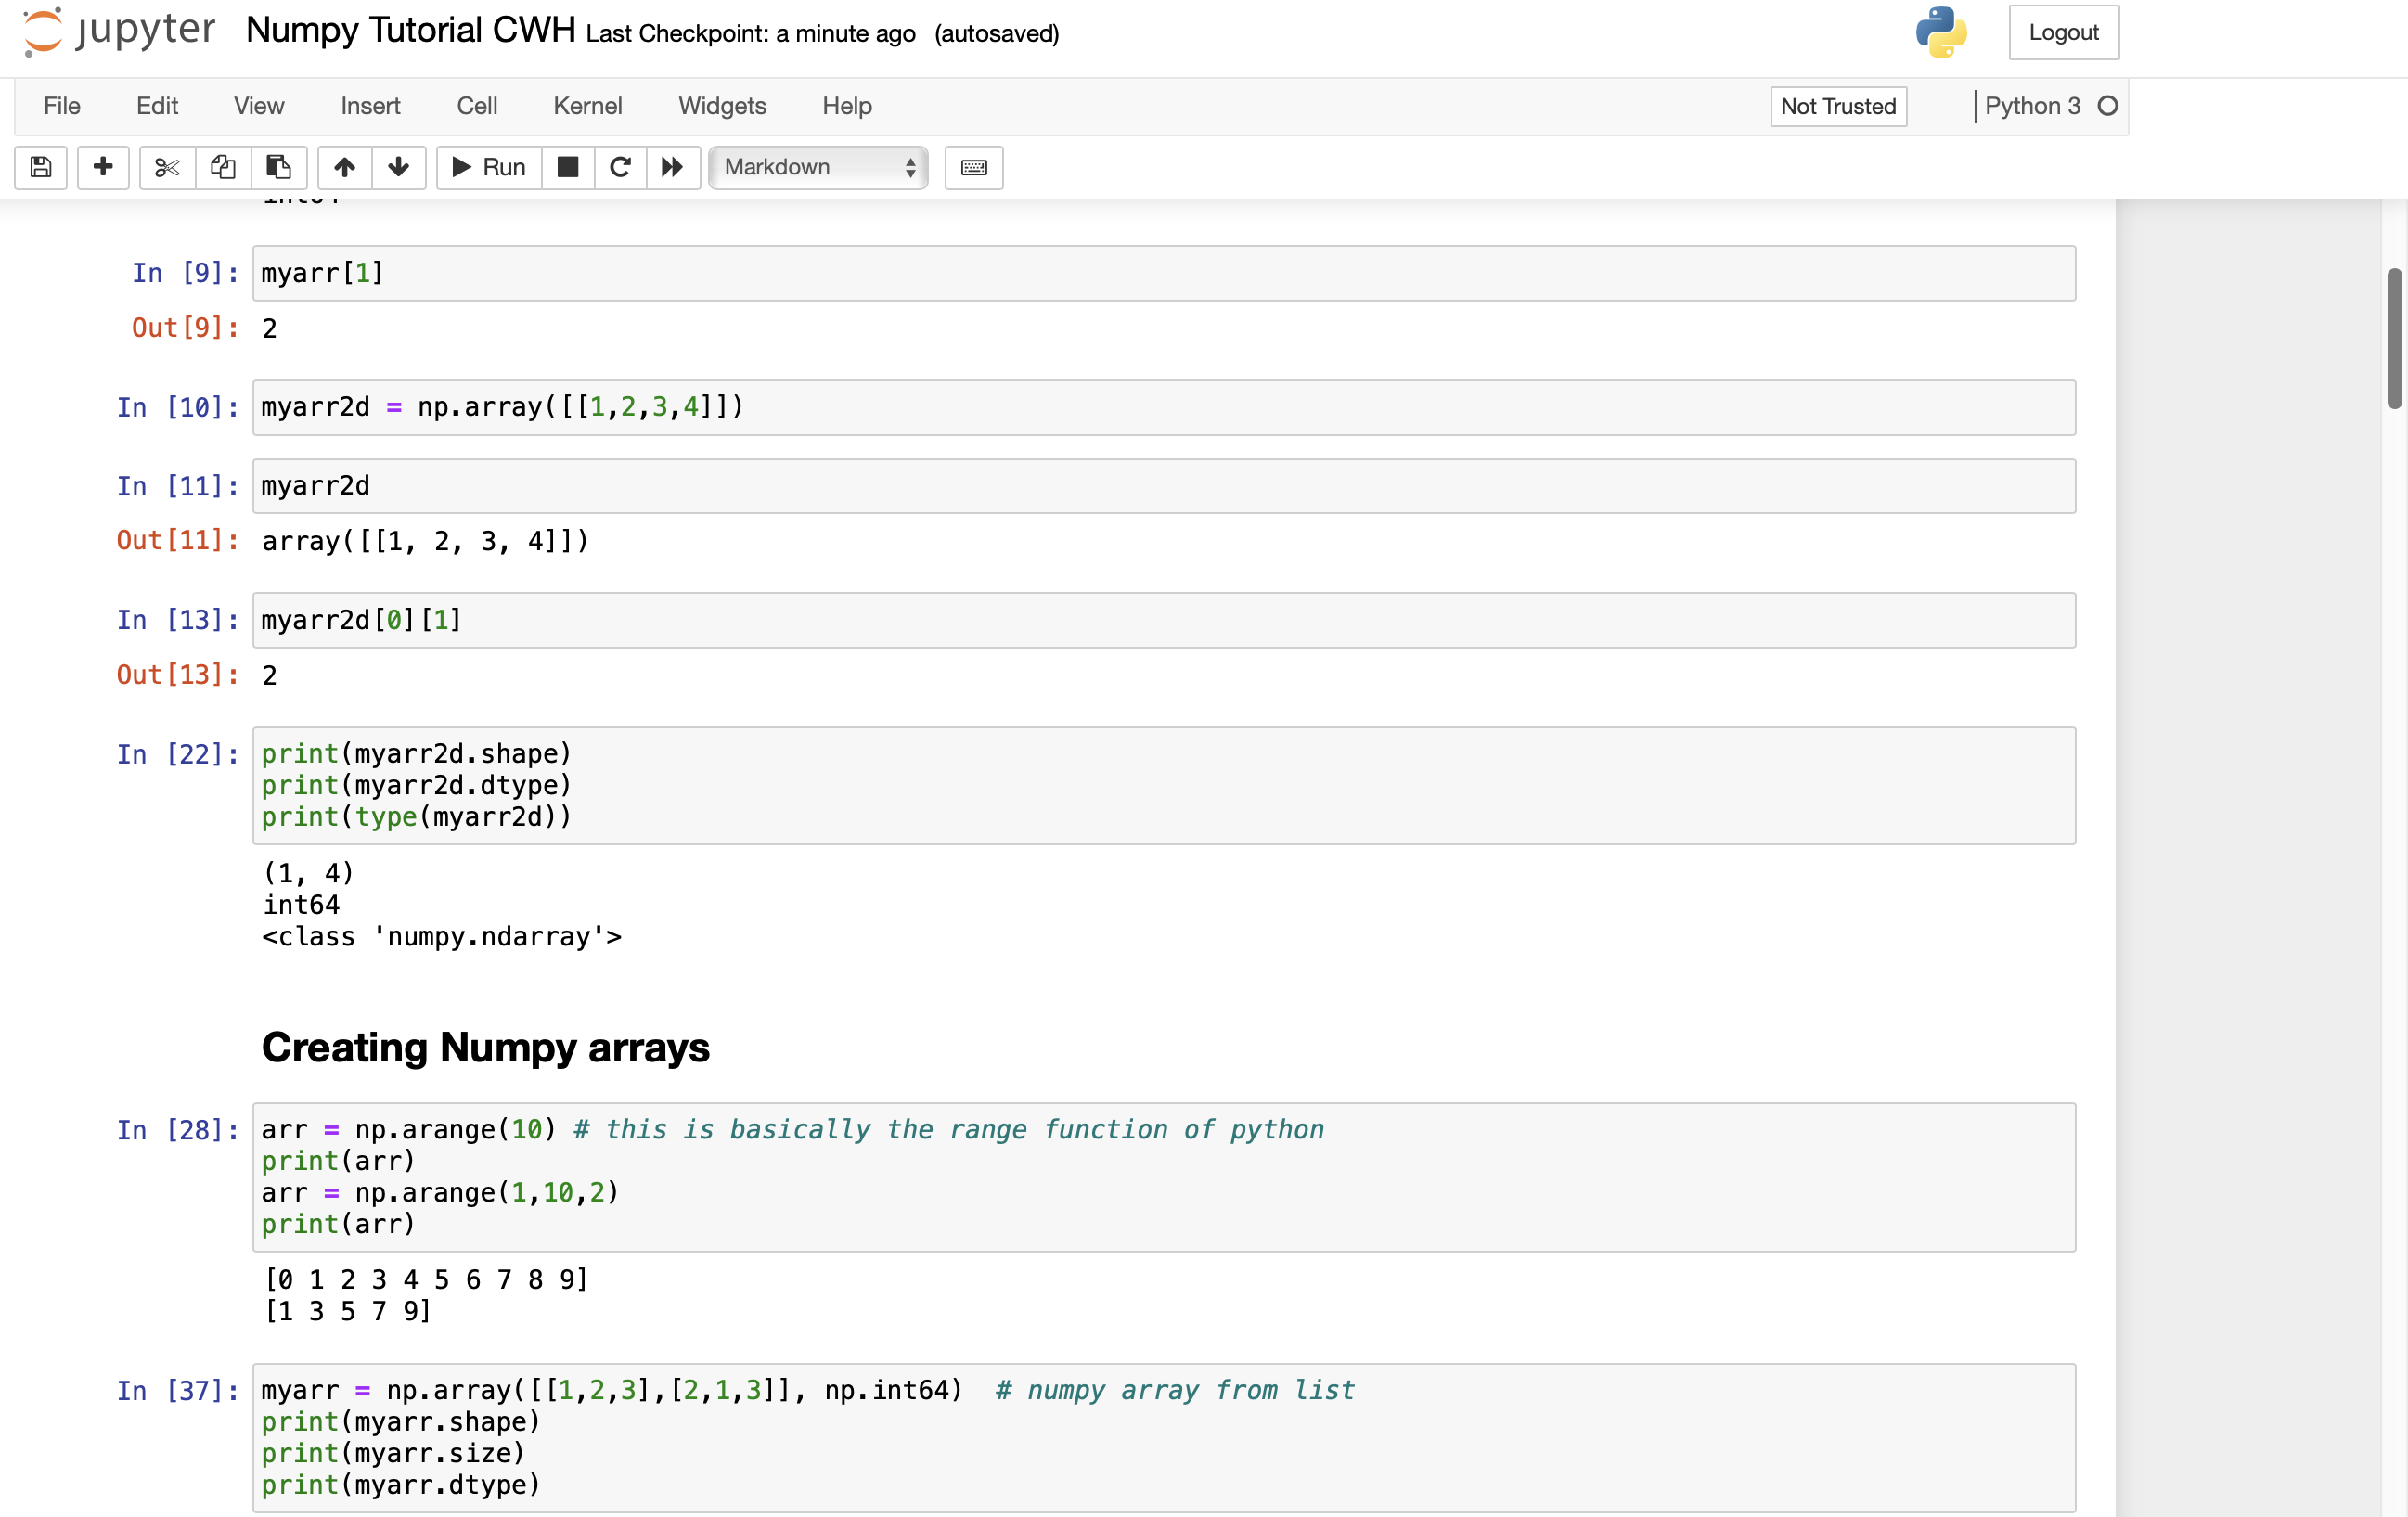 jupyter Numpy Tutorial CWH Last Checkpoint: a minute ago (autosaved) Logout
File Edit View Insert Cell Kernel Widgets Help Not Trusted Python 3
Run Markdown
In [9]: myarr[1]
Out[9]: 2
In [10]: myarr2d = np.array([[1,2,3,4]])
In [11]: myarr2d
Out[11]: array([[1, 2, 3, 4]])
In [13]: myarr2d[0][1]
Out[13]: 2
In [22]: print(myarr2d.shape)
print(myarr2d.dtype)
print(type(myarr2d))
(1, 4)
int64
<class 'numpy.ndarray'>
Creating Numpy arrays
In [28]: arr = np.arange(10) # this is basically the range function of python
print(arr)
arr = np.arange(1,10,2)
print(arr)
[0 1 2 3 4 5 6 7 8 9]
[1 3 5 7 9]
In [37]: myarr = np.array([[1,2,3],[2,1,3]], np.int64)  # numpy array from list
print(myarr.shape)
print(myarr.size)
print(myarr.dtype)